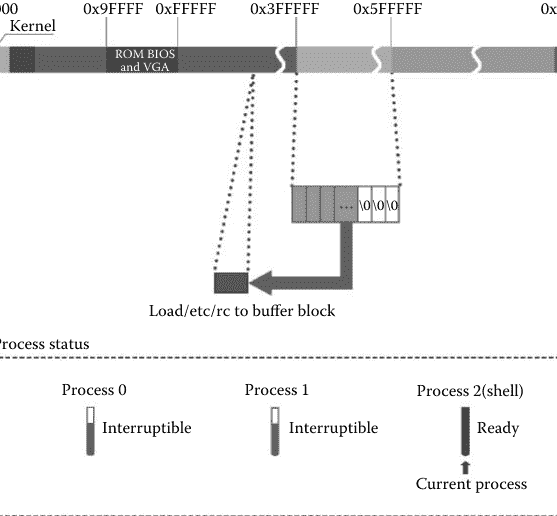 000 0x9FFFF 0xFFFFF 0x3FFFFF 0x5FFFFF 0x
Kernel
ROM BIOS
and VGA
... \0 \0 \0
Load/etc/rc to buffer block
Process status
Process 0 Process 1 Process 2(shell)
Interruptible Interruptible Ready
Current process